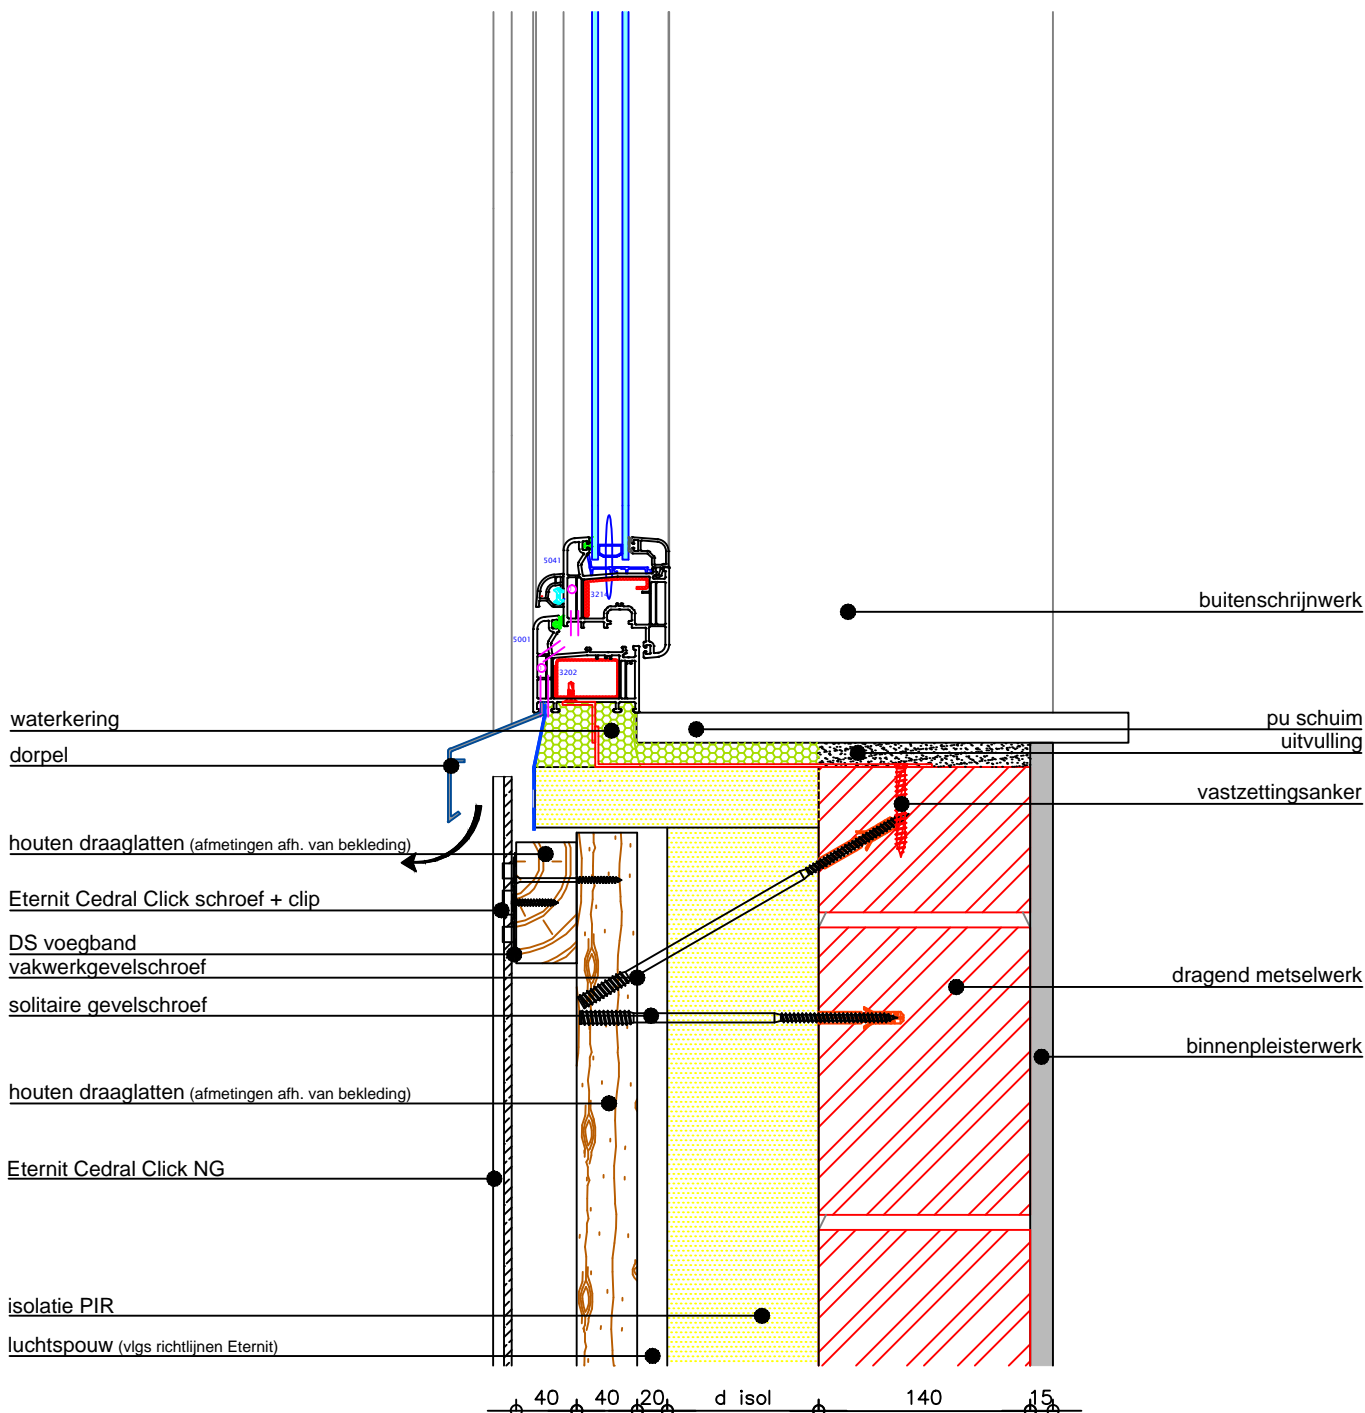 5041
3214
5001
3202
buitenschrijnwerk
waterkering
pu schuim
uitvulling
dorpel
vastzettingsanker
houten draaglatten (afmetingen afh. van bekleding)
Eternit Cedral Click schroef + clip
DS voegband
vakwerkgevelschroef
dragend metselwerk
solitaire gevelschroef
binnenpleisterwerk
houten draaglatten (afmetingen afh. van bekleding)
Eternit Cedral Click NG
isolatie PIR
luchtspouw (vlgs richtlijnen Eternit)
40 40 20 d isol 140 15